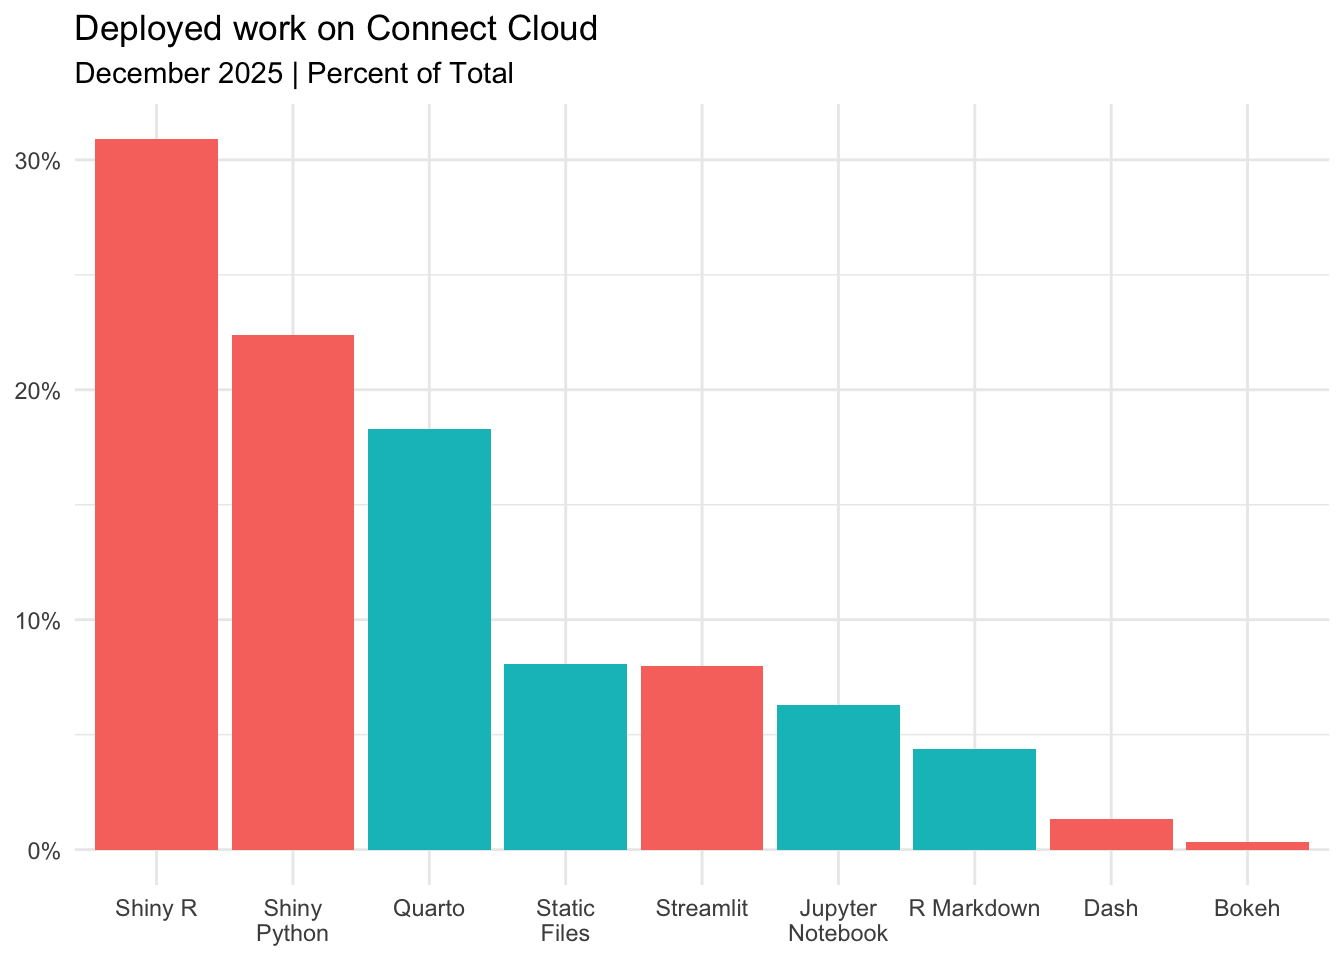 Deployed work on Connect Cloud
December 2025 | Percent of Total
30%
20%
10%
0%
Shiny R
Shiny
Python
Quarto
Static
Files
Streamlit
Jupyter
Notebook
R Markdown
Dash
Bokeh